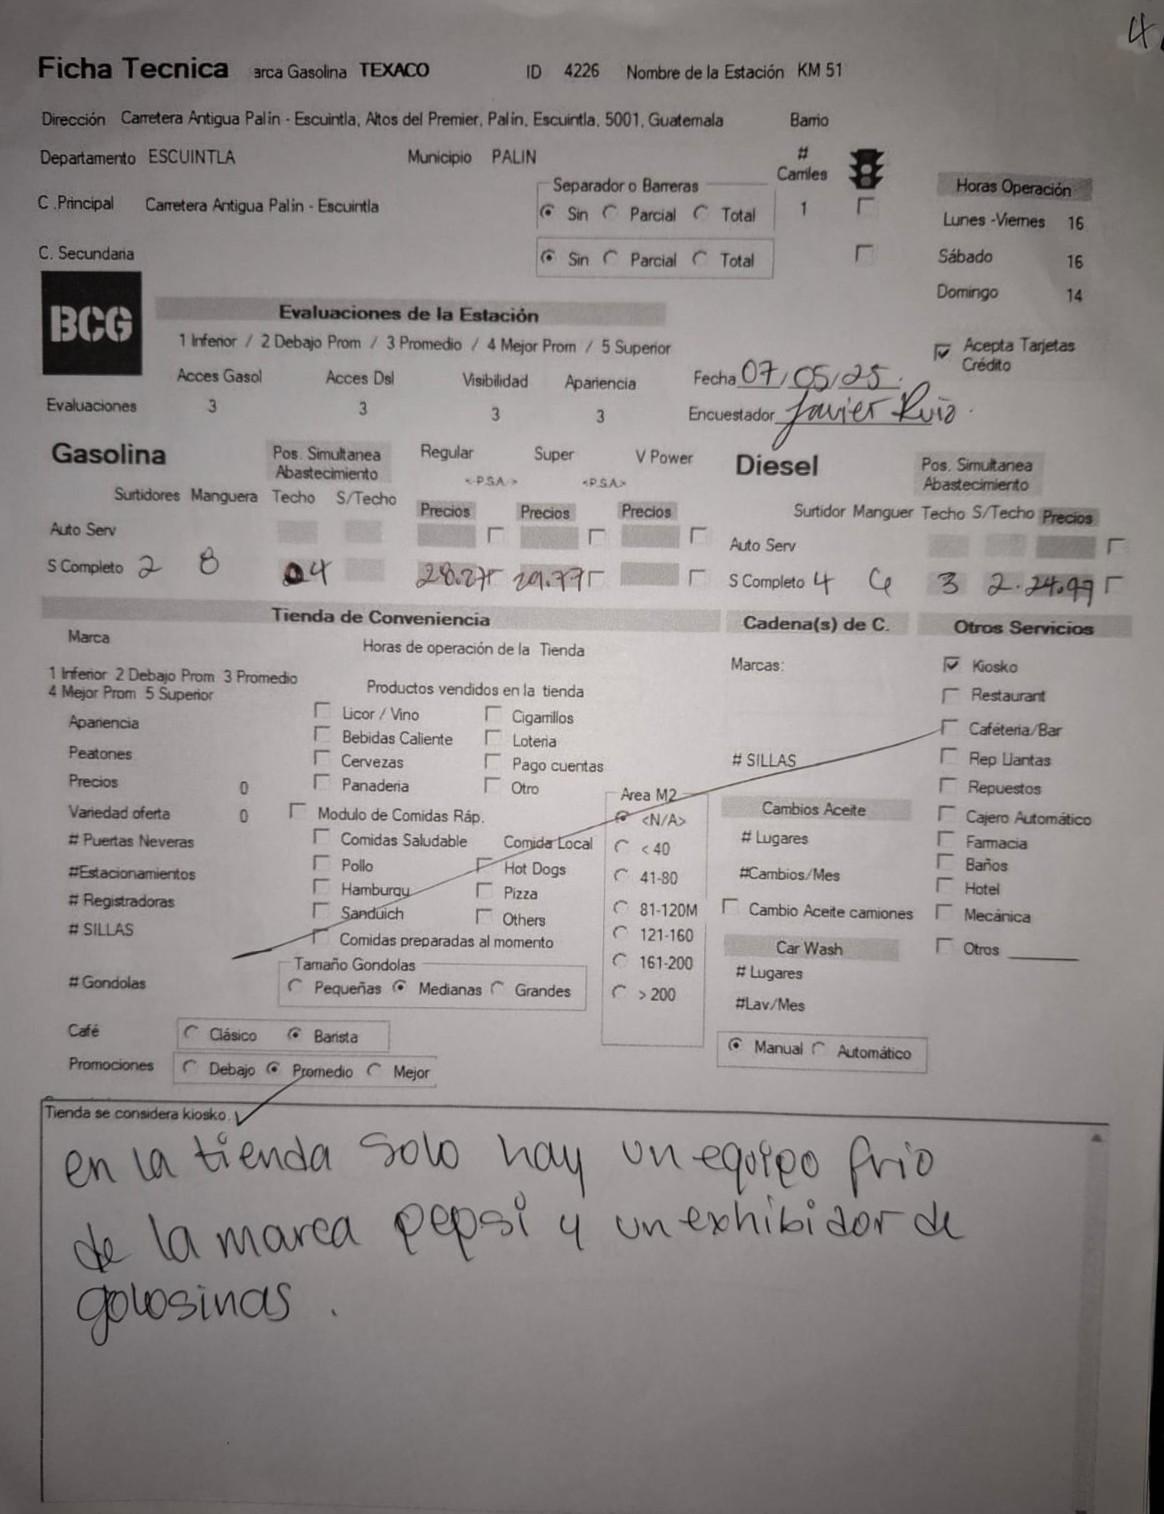 4
Ficha Tecnica arca Gasolina TEXACO ID 4226 Nombre de la Estación KM 51
Dirección Carretera Antigua Palin - Escuintla, Altos del Premier, Palin, Escuintla, 5001, Guatemala Barrio
Departamento ESCUINTLA Municipio PALIN # Carriles
C .Principal Carretera Antigua Palin - Escuintla Separador o Barreras Sin Parcial Total 1
C. Secundaria Sin Parcial Total
Horas Operación
Lunes -Viernes 16
Sábado 16
Domingo 14
BCG
Evaluaciones de la Estación
1 Inferior / 2 Debajo Prom / 3 Promedio / 4 Mejor Prom / 5 Superior
Acepta Tarjetas Crédito
Acces Gasol Acces Dsl Visibilidad Apariencia Fecha 07/05/25.
Evaluaciones 3 3 3 3 Encuestador Javier Ruiz.
Gasolina Pos. Simultanea Abastecimiento Regular Super V Power
<-P.S.A.-> <P.S.A>
Surtidores Manguera Techo S/Techo Precios Precios Precios
Auto Serv
S Completo 2 8 4 28.27 29.77
Diesel Pos. Simultanea Abastecimiento
Surtidor Manguer Techo S/Techo Precios
Auto Serv
S Completo 4 3 2. 24.99
Tienda de Conveniencia
Marca Horas de operación de la Tienda
1 Inferior 2 Debajo Prom 3 Promedio
4 Mejor Prom 5 Superior
Productos vendidos en la tienda
Apariencia Licor / Vino Cigarrillos
Bebidas Caliente Loteria
Peatones Cervezas Pago cuentas
Precios 0 Panaderia Otro
Variedad oferta 0 Modulo de Comidas Ráp.
# Puertas Neveras Comidas Saludable Comida Local
#Estacionamientos Pollo Hot Dogs
# Registradoras Hamburgu Pizza
# SILLAS Sanduich Others
Comidas preparadas al momento
Tamaño Gondolas
# Gondolas Pequeñas Medianas Grandes
Café Clásico Barista
Promociones Debajo Promedio Mejor
Area M2
<N/A>
< 40
41-80
81-120M
121-160
161-200
> 200
Cadena(s) de C.
Marcas:
# SILLAS
Cambios Aceite
# Lugares
#Cambios/Mes
Cambio Aceite camiones
Car Wash
# Lugares
#Lav/Mes
Manual Automático
Otros Servicios
Kiosko
Restaurant
Caféteria/Bar
Rep Llantas
Repuestos
Cajero Automático
Farmacia
Baños
Hotel
Mecánica
Otros
Tienda se considera kiosko.
en la tienda solo hay un equipo frio
de la marca pepsi y un exhibidor de
golosinas .